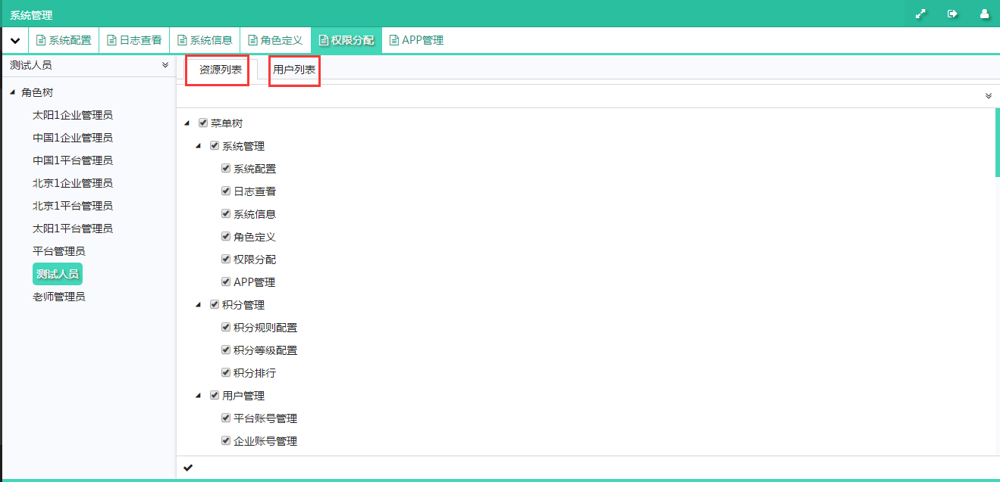 系统管理
系统配置 日志查看 系统信息 角色定义 权限分配 APP管理
测试人员
资源列表 用户列表
角色树
太阳1企业管理员
中国1企业管理员
中国1平台管理员
北京1企业管理员
北京1平台管理员
太阳1平台管理员
平台管理员
测试人员
老师管理员
菜单树
系统管理
系统配置
日志查看
系统信息
角色定义
权限分配
APP管理
积分管理
积分规则配置
积分等级配置
积分排行
用户管理
平台账号管理
企业账号管理